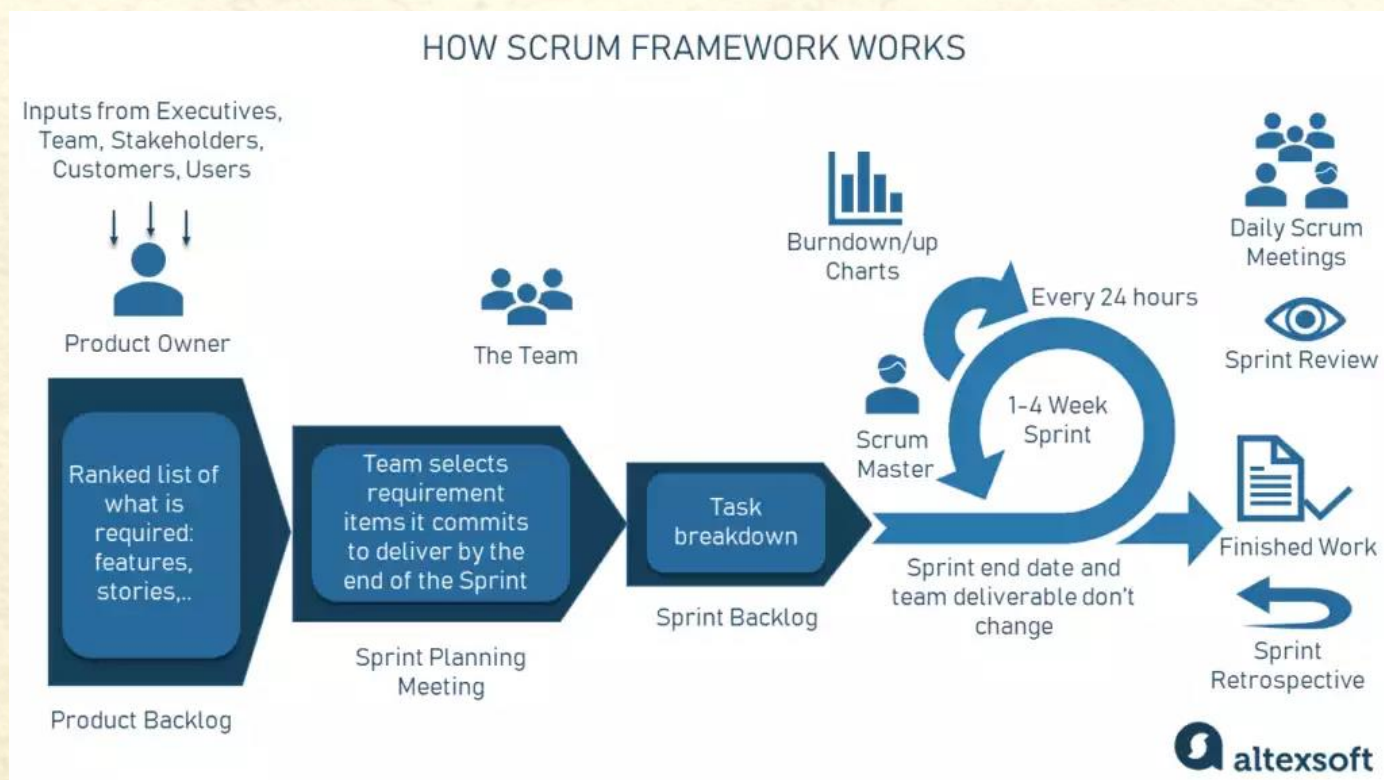 HOW SCRUM FRAMEWORK WORKS
Inputs from Executives,
Team, Stakeholders,
Customers, Users
Product Owner
Ranked list of
what is
required:
features,
stories,..
Product Backlog
The Team
Team selects
requirement
items it commits
to deliver by the
end of the Sprint
Sprint Planning
Meeting
Task
breakdown
Sprint Backlog
Burndown/up
Charts
Scrum
Master
Every 24 hours
1-4 Week
Sprint
Sprint end date and
team deliverable don't
change
Daily Scrum
Meetings
Sprint Review
Finished Work
Sprint
Retrospective
altexsoft